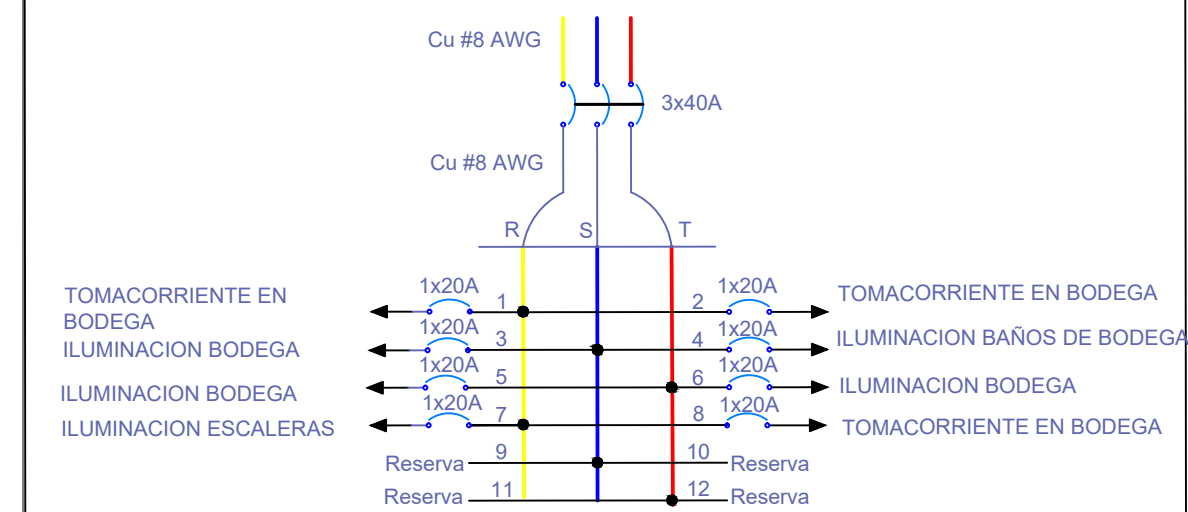 Cu #8 AWG
3x40A
Cu #8 AWG
R S T
TOMACORRIENTE EN
BODEGA
1x20A
1
2
1x20A
TOMACORRIENTE EN BODEGA
ILUMINACION BODEGA
1x20A
3
4
1x20A
ILUMINACION BAÑOS DE BODEGA
ILUMINACION BODEGA
1x20A
5
6
1x20A
ILUMINACION BODEGA
ILUMINACION ESCALERAS
1x20A
7
8
1x20A
TOMACORRIENTE EN BODEGA
Reserva
9
10
Reserva
Reserva
11
12
Reserva